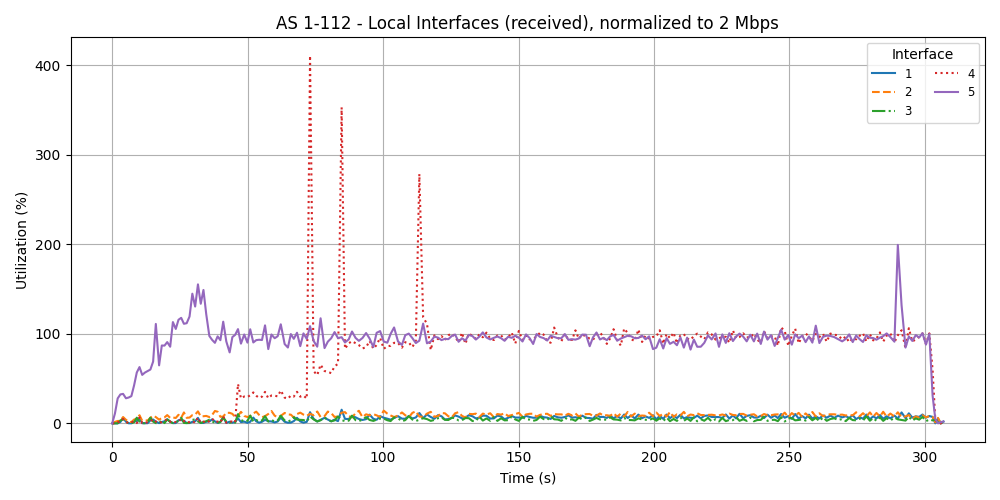 AS 1-112 - Local Interfaces (received), normalized to 2 Mbps
Interface
1
2
3
4
5
Utilization (%)
400
300
200
100
0
0 50 100 150 200 250 300
Time (s)